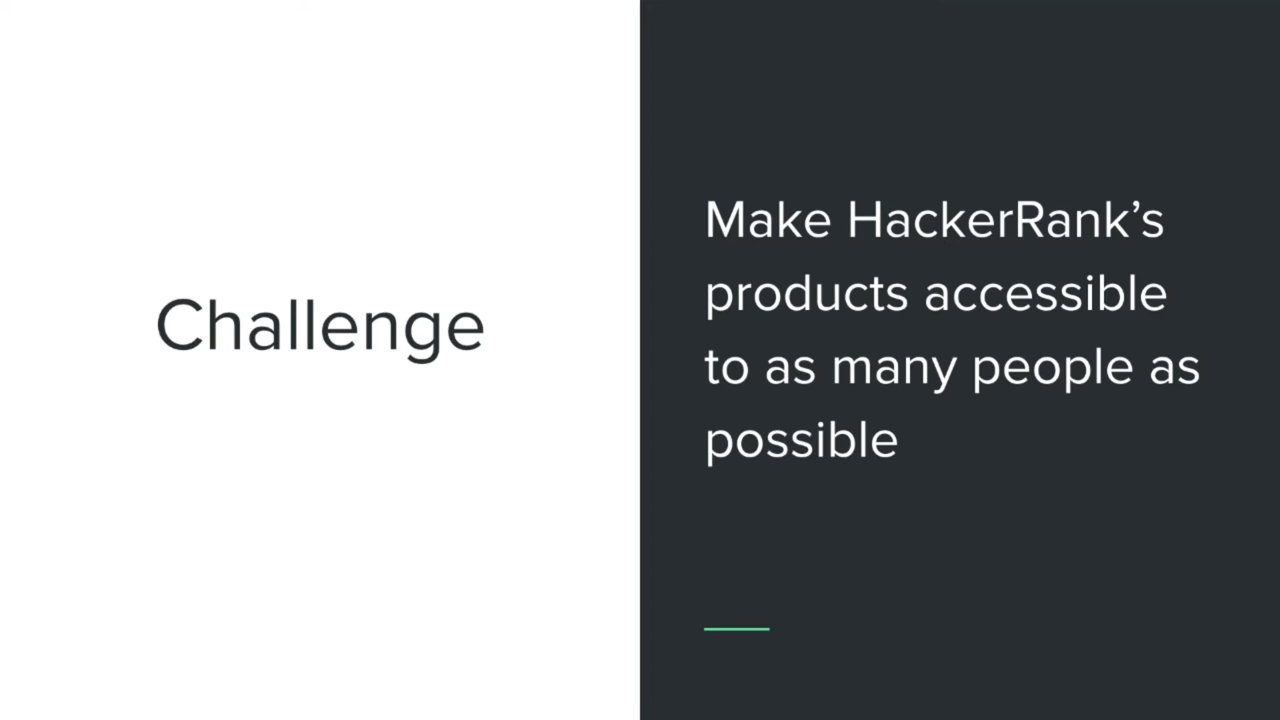 Challenge
Make HackerRank’s
products accessible
to as many people as
possible